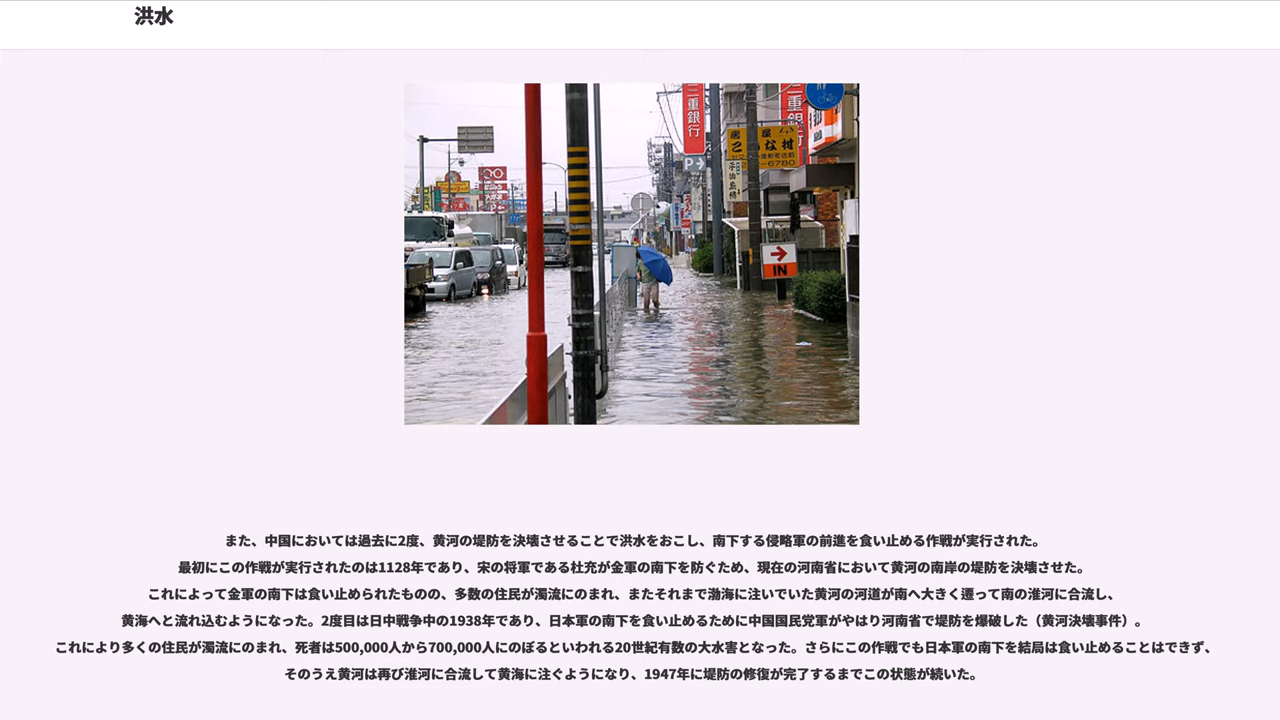 洪水
三重銀行
三重銀行
P
6780
IN
また、中国においては過去に2度、黄河の堤防を決壊させることで洪水をおこし、南下する侵略軍の前進を食い止める作戦が実行された。
最初にこの作戦が実行されたのは1128年であり、宋の将軍である杜充が金軍の南下を防ぐため、現在の河南省において黄河の南岸の堤防を決壊させた。
これによって金軍の南下は食い止められたものの、多数の住民が濁流にのまれ、またそれまで渤海に注いでいた黄河の河道が南へ大きく遷って南の淮河に合流し、
黄海へと流れ込むようになった。2度目は日中戦争中の1938年であり、日本軍の南下を食い止めるために中国国民党軍がやはり河南省で堤防を爆破した（黄河決壊事件）。
これにより多くの住民が濁流にのまれ、死者は500,000人から700,000人にのぼるといわれる20世紀有数の大水害となった。さらにこの作戦でも日本軍の南下を結局は食い止めることはできず、
そのうえ黄河は再び淮河に合流して黄海に注ぐようになり、1947年に堤防の修復が完了するまでこの状態が続いた。